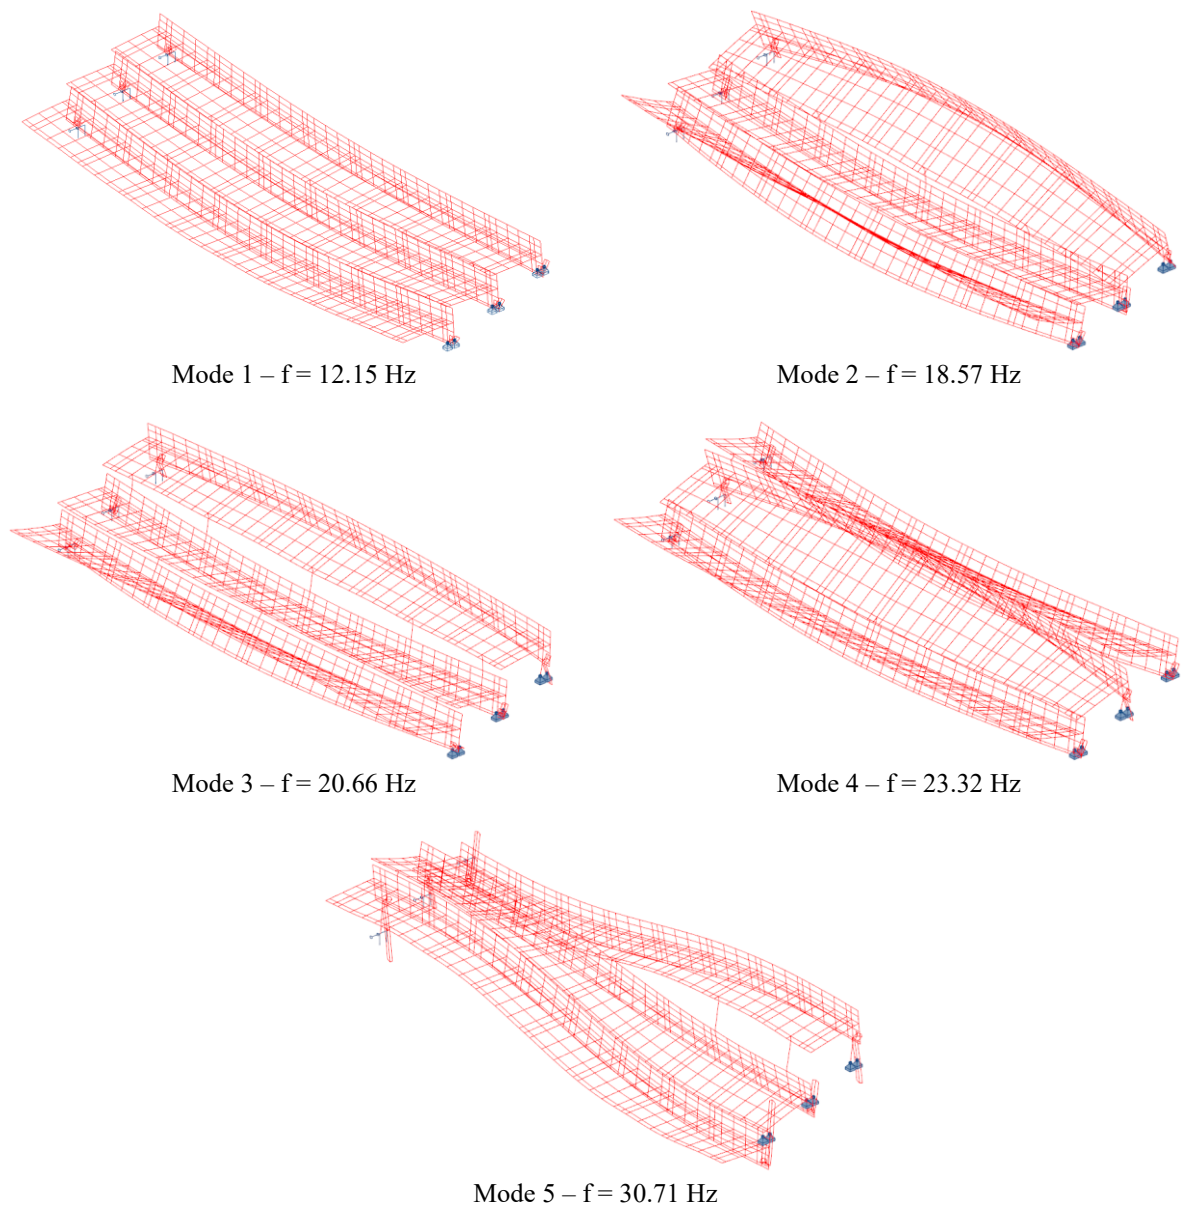 Mode 1 – f = 12.15 Hz
Mode 2 – f = 18.57 Hz
Mode 3 – f = 20.66 Hz
Mode 4 – f = 23.32 Hz
Mode 5 – f = 30.71 Hz